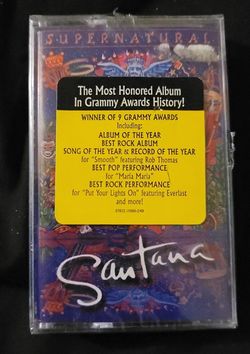 SUPERNATURAL
The Most Honored Album
In Grammy Awards History!
WINNER OF 9 GRAMMY AWARDS
Including:
ALBUM OF THE YEAR
BEST ROCK ALBUM
SONG OF THE YEAR & RECORD OF THE YEAR
for "Smooth" featuring Rob Thomas
BEST POP PERFORMANCE
for "Maria Maria"
BEST ROCK PERFORMANCE
for "Put Your Lights On" featuring Everlast
and more!
Santana